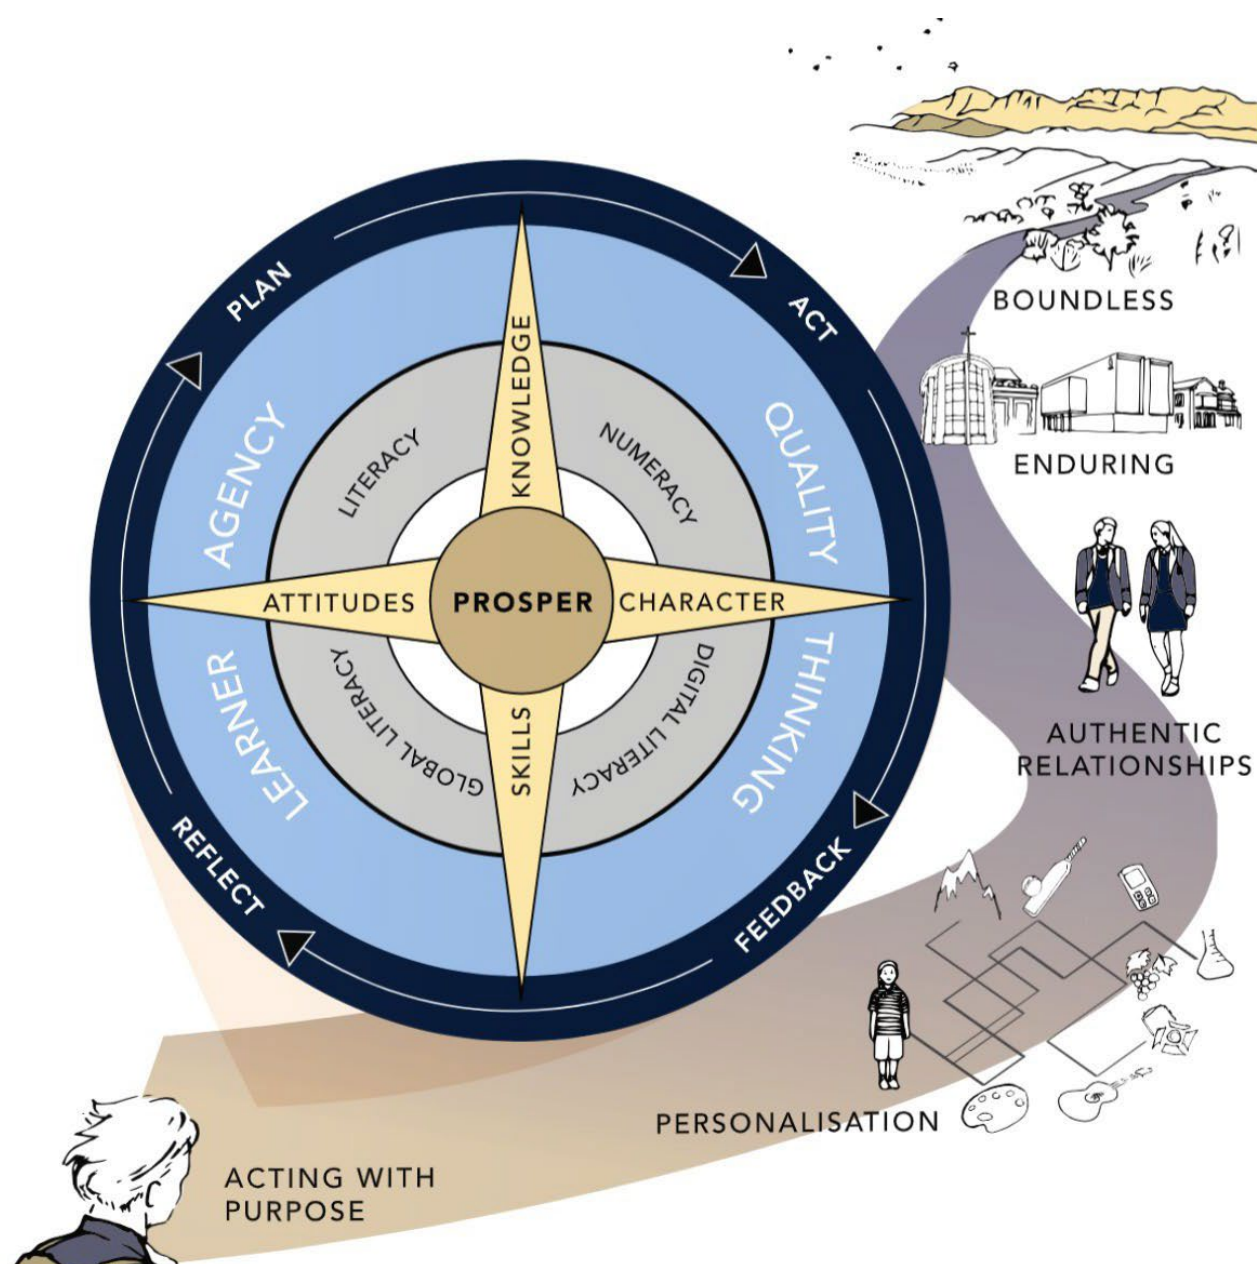 PLAN
ACT
FEEDBACK
REFLECT
AGENCY
QUALITY
THINKING
LEARNER
LITERACY
NUMERACY
DIGITAL LITERACY
GLOBAL LITERACY
KNOWLEDGE
ATTITUDES
PROSPER
CHARACTER
SKILLS
BOUNDLESS
ENDURING
AUTHENTIC
RELATIONSHIPS
PERSONALISATION
ACTING WITH
PURPOSE